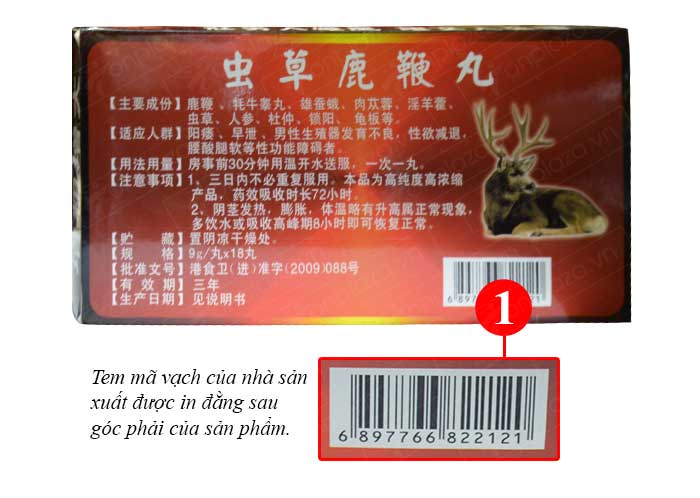 虫草鹿鞭丸
【主要成份】鹿鞭、牦牛睾丸、雄蚕蛾、肉苁蓉、淫羊藿、
虫草、人参、杜仲、锁阳、龟板等。
【适应人群】阳痿、早泄、男性生殖器发育不良，性欲减退，
腰酸腿软等性功能障碍者。
【用法用量】房事前30分钟用温开水送服，一次一丸。
【注意事项】1、三日内不必重复服用。本品为高纯度高浓缩
产品，药效吸收时长72小时。
2、阴茎发热，膨胀，体温略有升高属正常现象，
多饮水或吸收高峰期8小时即可恢复正常。
【贮 藏】置阴凉干燥处。
【规 格】9g/丸×18丸
【批准文号】港食卫（进）准字（2009）088号
【有 效 期】三年
【生产日期】见说明书
1
Tem mã vạch của nhà sản
xuất được in đằng sau
góc phải của sản phẩm.
6 897766 822121